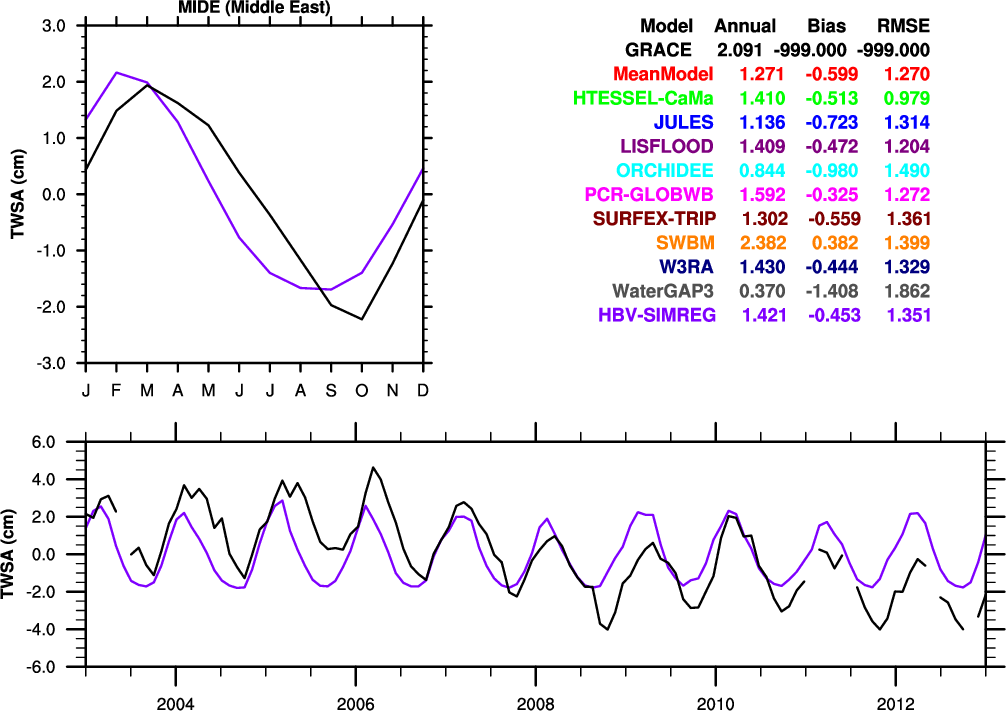 MIDE (Middle East)
3.0
2.0
1.0
0.0
-1.0
-2.0
-3.0
TWSA (cm)
J F M A M J J A S O N D
Model Annual Bias RMSE
GRACE 2.091 -999.000 -999.000
MeanModel 1.271 -0.599 1.270
HTESSEL-CaMa 1.410 -0.513 0.979
JULES 1.136 -0.723 1.314
LISFLOOD 1.409 -0.472 1.204
ORCHIDEE 0.844 -0.980 1.490
PCR-GLOBWB 1.592 -0.325 1.272
SURFEX-TRIP 1.302 -0.559 1.361
SWBM 2.382 0.382 1.399
W3RA 1.430 -0.444 1.329
WaterGAP3 0.370 -1.408 1.862
HBV-SIMREG 1.421 -0.453 1.351
6.0
4.0
2.0
0.0
-2.0
-4.0
-6.0
TWSA (cm)
2004 2006 2008 2010 2012